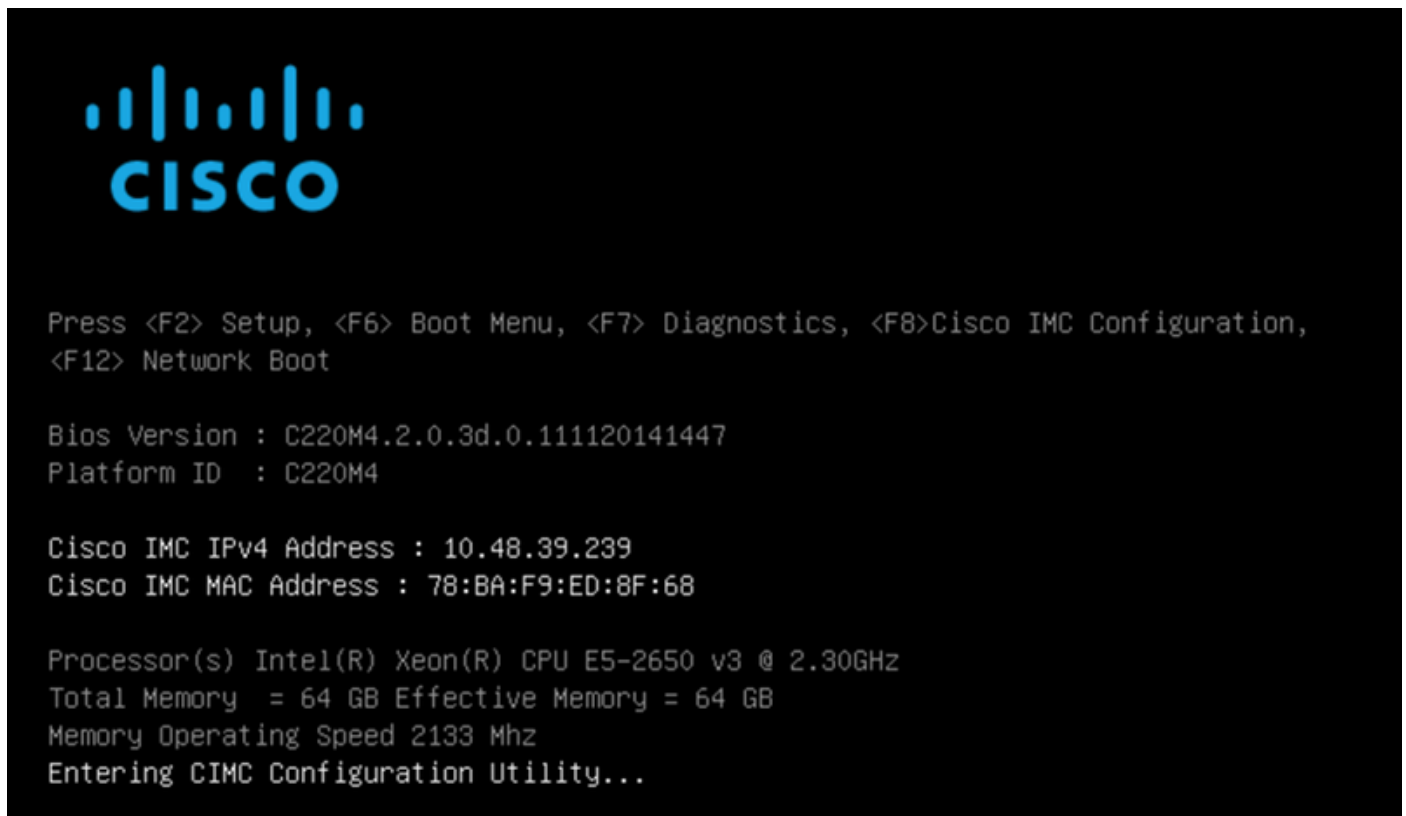 CISCO
Press <F2> Setup, <F6> Boot Menu, <F7> Diagnostics, <F8>Cisco IMC Configuration,
<F12> Network Boot
Bios Version : C220M4.2.0.3d.0.111120141447
Platform ID  : C220M4
Cisco IMC IPv4 Address : 10.48.39.239
Cisco IMC MAC Address : 78:BA:F9:ED:8F:68
Processor(s) Intel(R) Xeon(R) CPU E5-2650 v3 @ 2.30GHz
Total Memory  = 64 GB Effective Memory = 64 GB
Memory Operating Speed 2133 Mhz
Entering CIMC Configuration Utility...